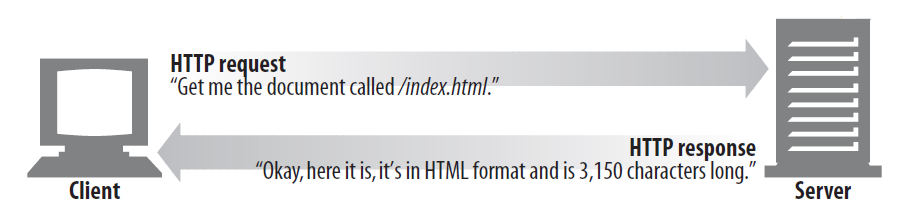 HTTP request
“Get me the document called /index.html.”
HTTP response
“Okay, here it is, it’s in HTML format and is 3,150 characters long.”
Client
Server